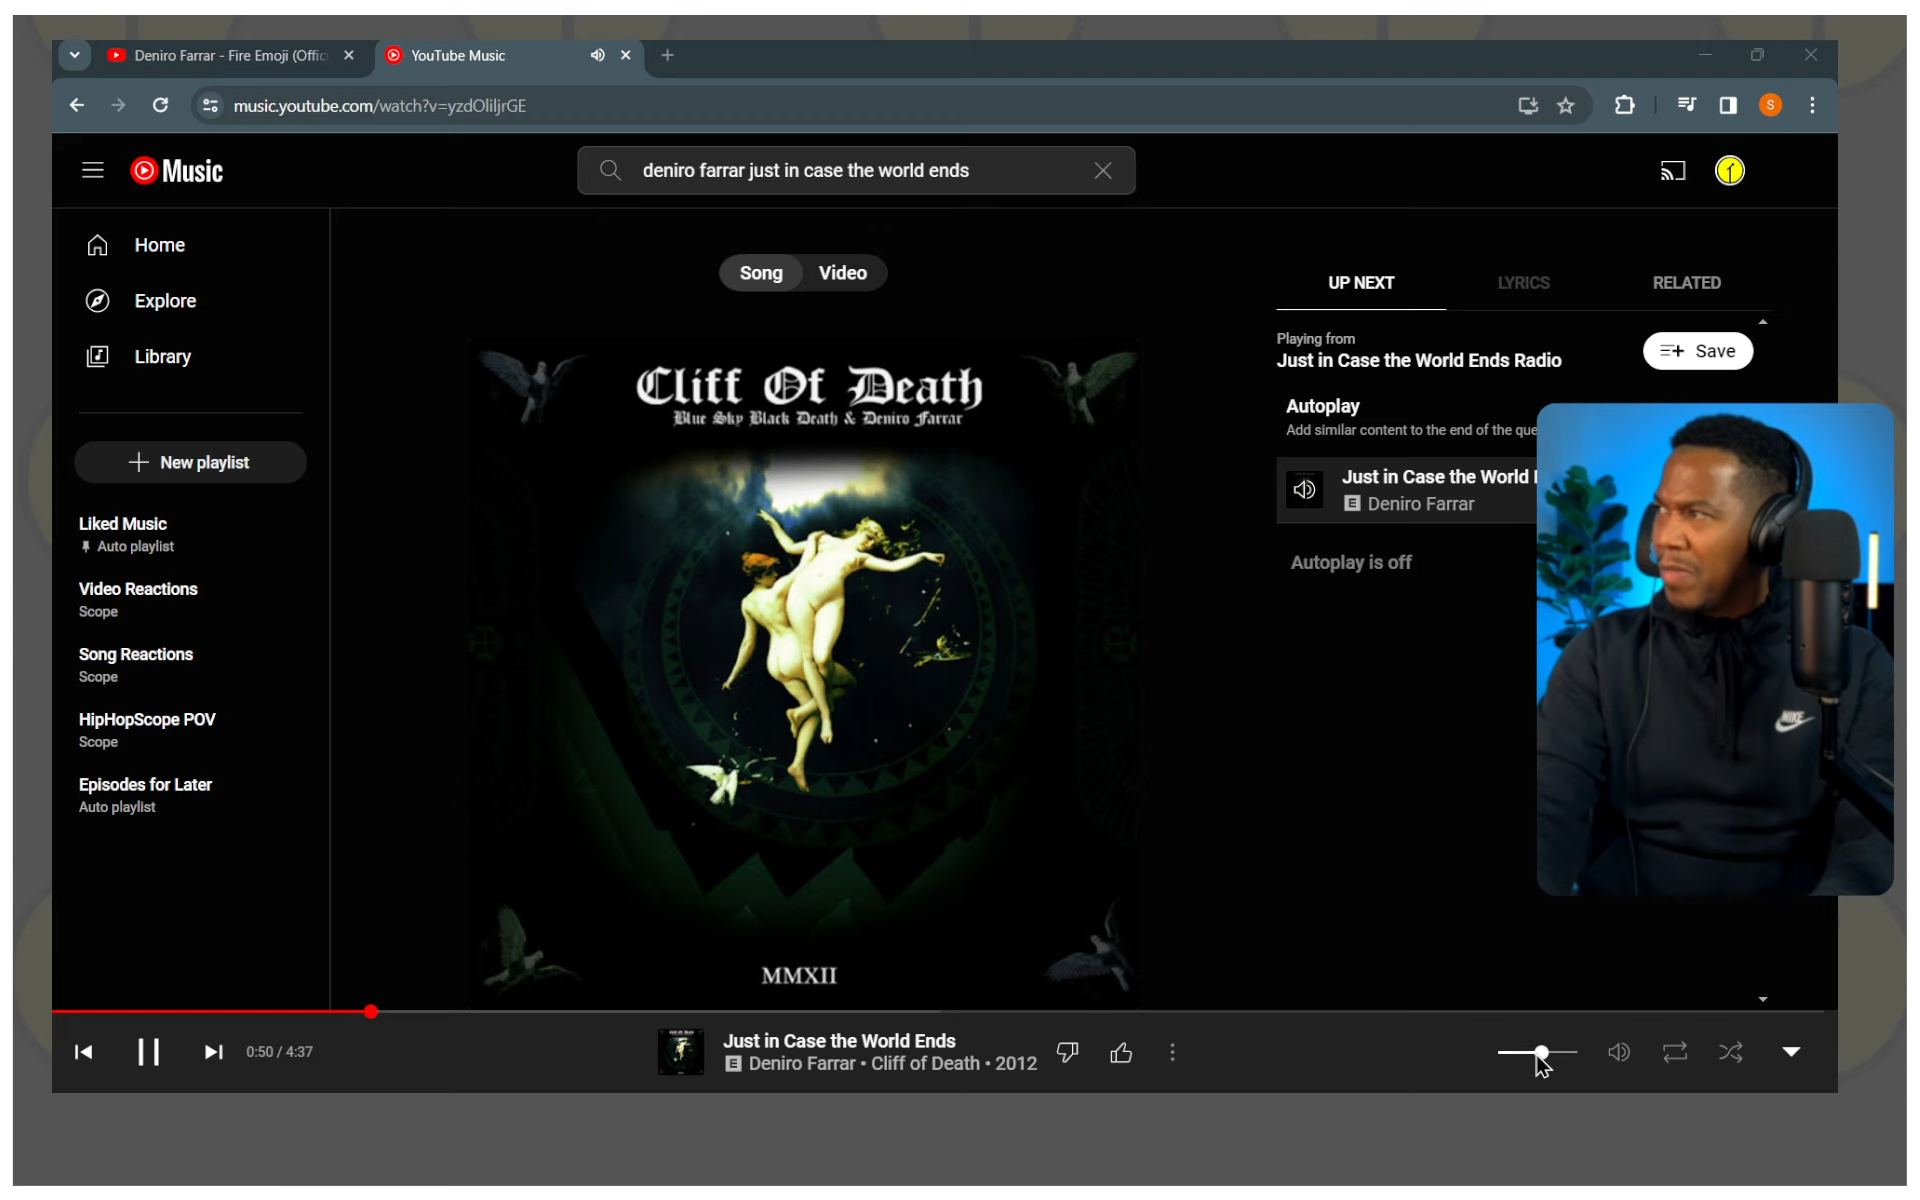 Deniro Farrar - Fire Emoji (Offic
YouTube Music
music.youtube.com/watch?v=yzdOliljrGE
S
Music
deniro farrar just in case the world ends
Home
Explore
Library
New playlist
Liked Music
Auto playlist
Video Reactions
Scope
Song Reactions
Scope
HipHopScope POV
Scope
Episodes for Later
Auto playlist
Song
Video
Cliff Of Death
Blue Sky Black Death & Deniro Farrar
MMXII
UP NEXT
LYRICS
RELATED
Playing from
Just in Case the World Ends Radio
Save
Autoplay
Add similar content to the end of the que
Just in Case the World
E Deniro Farrar
Autoplay is off
NIKE
0:50 / 4:37
Just in Case the World Ends
E Deniro Farrar • Cliff of Death • 2012